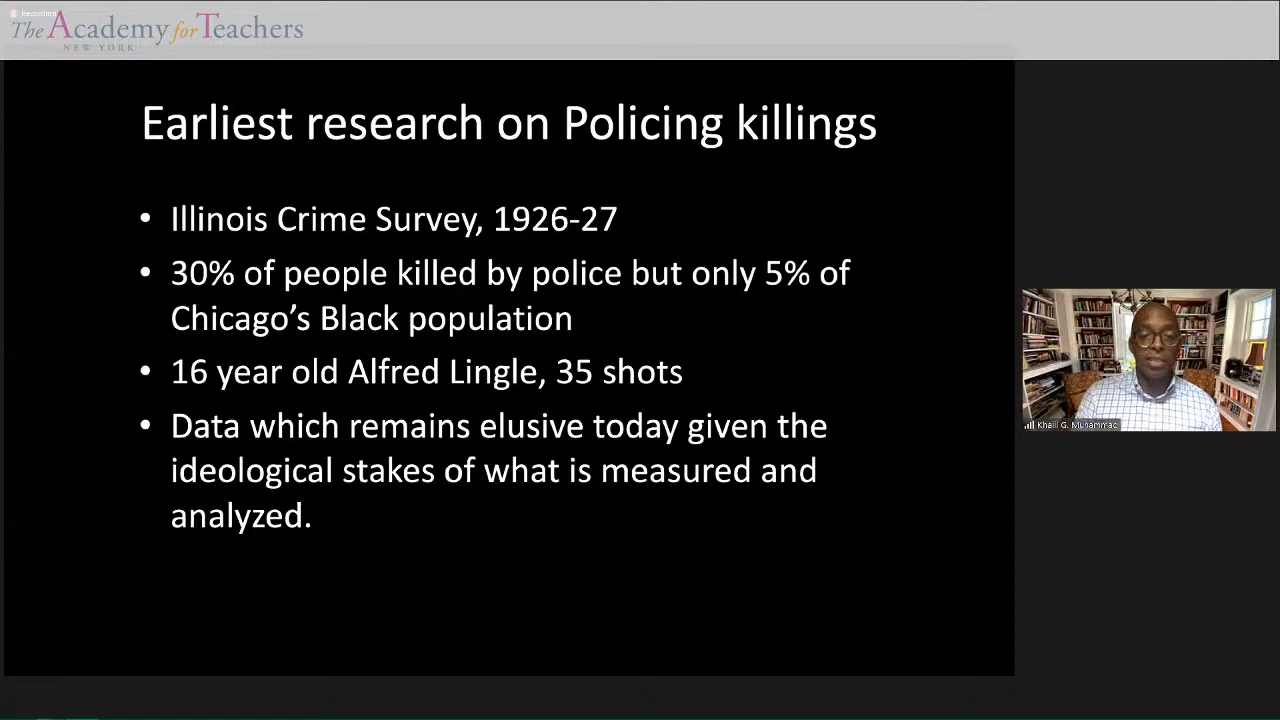 Recording
The Academy for Teachers
NEW YORK
Earliest research on Policing killings
• Illinois Crime Survey, 1926-27
• 30% of people killed by police but only 5% of
Chicago’s Black population
• 16 year old Alfred Lingle, 35 shots
• Data which remains elusive today given the
ideological stakes of what is measured and
analyzed.
Khalil G. Muhammad